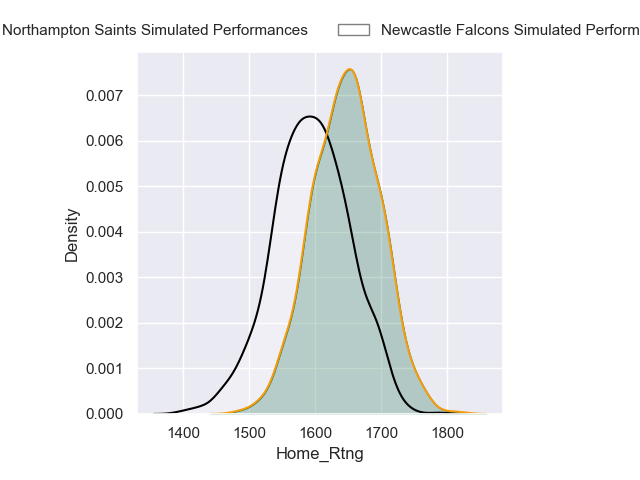 Northampton Saints Simulated Performances
Newcastle Falcons Simulated Perform
0.007
0.006
0.005
0.004
0.003
0.002
0.001
0.000
Density
1400 1500 1600 1700 1800
Home_Rtng